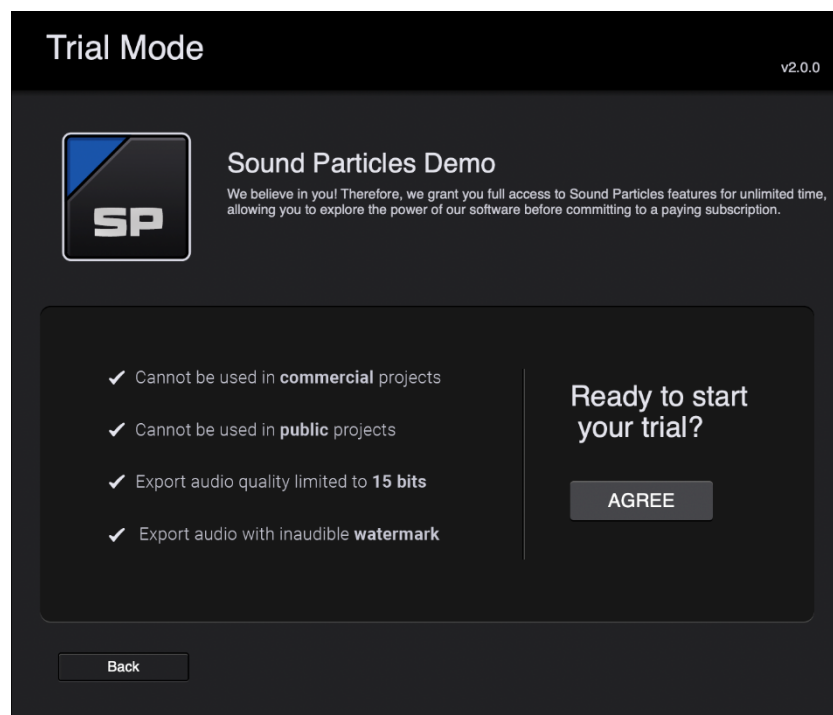 Trial Mode
v2.0.0
SP
Sound Particles Demo
We believe in you! Therefore, we grant you full access to Sound Particles features for unlimited time,
allowing you to explore the power of our software before committing to a paying subscription.
Cannot be used in commercial projects
Cannot be used in public projects
Export audio quality limited to 15 bits
Export audio with inaudible watermark
Ready to start
your trial?
AGREE
Back